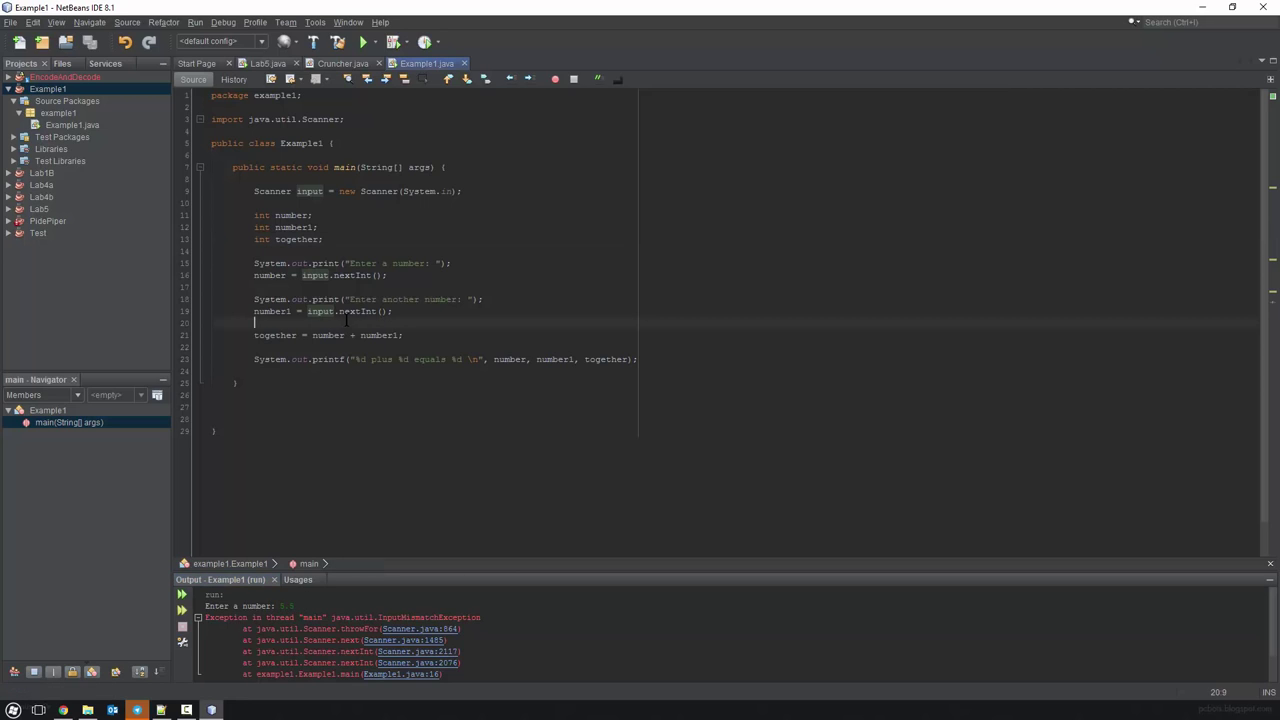 Example1 - NetBeans IDE 8.1
File Edit View Navigate Source Refactor Run Debug Profile Team Tools Window Help
Search (Ctrl+I)
<default config>
Projects Files Services
Start Page Lab5.java Cruncher.java Example1.java
Source History
EncodeAndDecode
Example1
Source Packages
example1
Example1.java
Test Packages
Libraries
Test Libraries
Lab1B
Lab4a
Lab4b
Lab5
PidePiper
Test
1 package example1;
2
3 import java.util.Scanner;
4
5 public class Example1 {
6
7 public static void main(String[] args) {
8
9 Scanner input = new Scanner(System.in);
10
11 int number;
12 int number1;
13 int together;
14
15 System.out.print("Enter a number: ");
16 number = input.nextInt();
17
18 System.out.print("Enter another number: ");
19 number1 = input.nextInt();
20
21 together = number + number1;
22
23 System.out.printf("%d plus %d equals %d \n", number, number1, together);
24
25 }
26
27
28
29 }
main - Navigator
Members <empty>
Example1
main(String[] args)
example1.Example1 main
Output - Example1 (run) Usages
run:
Enter a number: 5.5
Exception in thread "main" java.util.InputMismatchException
at java.util.Scanner.throwFor(Scanner.java:864)
at java.util.Scanner.next(Scanner.java:1485)
at java.util.Scanner.nextInt(Scanner.java:2117)
at java.util.Scanner.nextInt(Scanner.java:2076)
at example1.Example1.main(Example1.java:16)
20:9 INS